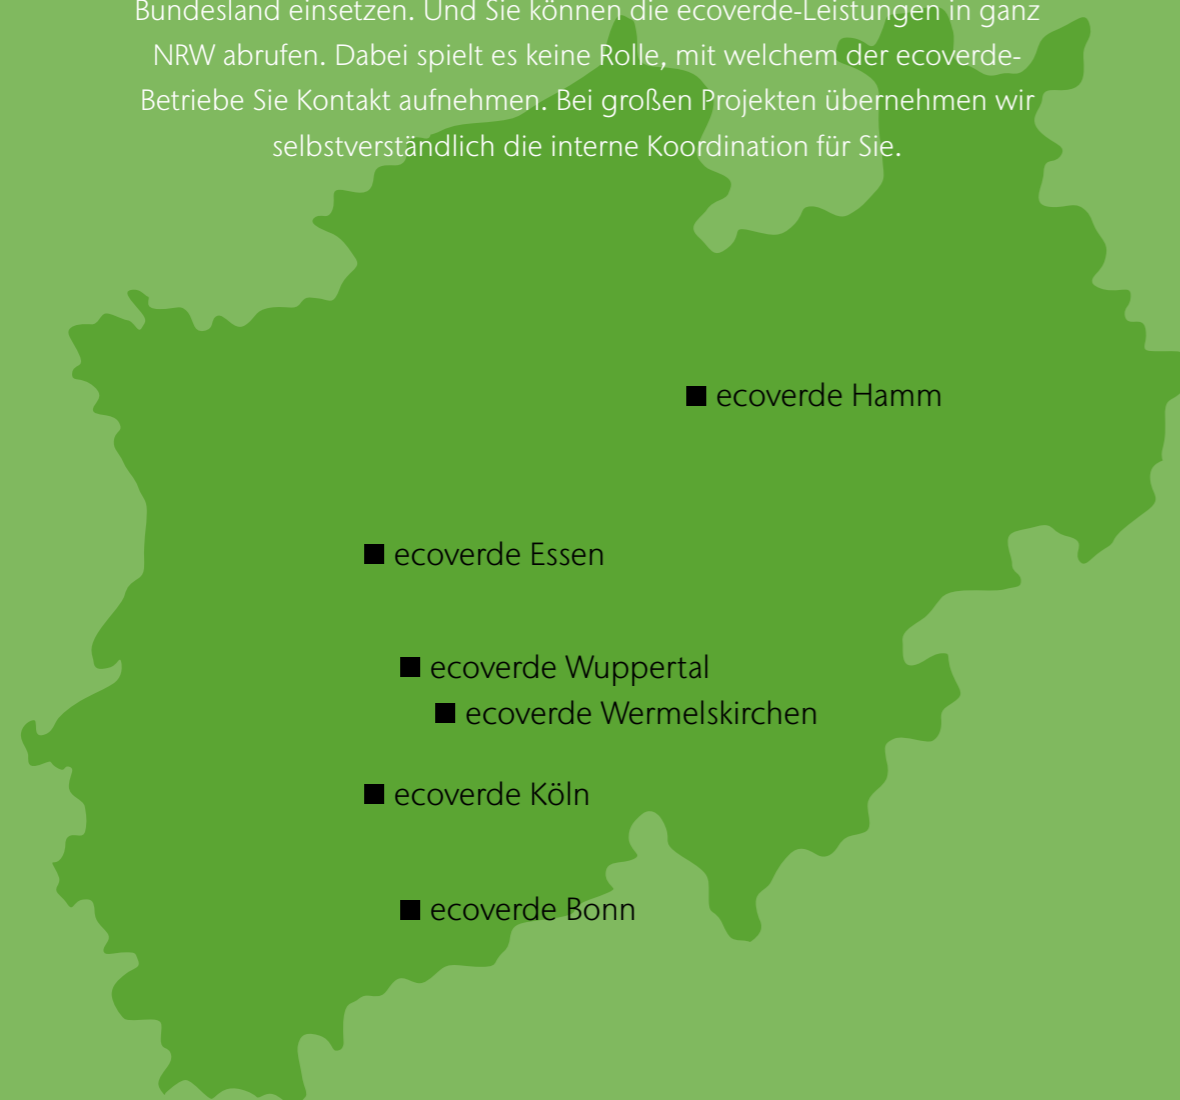 Bundesland einsetzen. Und Sie können die ecoverde-Leistungen in ganz
NRW abrufen. Dabei spielt es keine Rolle, mit welchem der ecoverde-
Betriebe Sie Kontakt aufnehmen. Bei großen Projekten übernehmen wir
selbstverständlich die interne Koordination für Sie.
ecoverde Hamm
ecoverde Essen
ecoverde Wuppertal
ecoverde Wermelskirchen
ecoverde Köln
ecoverde Bonn